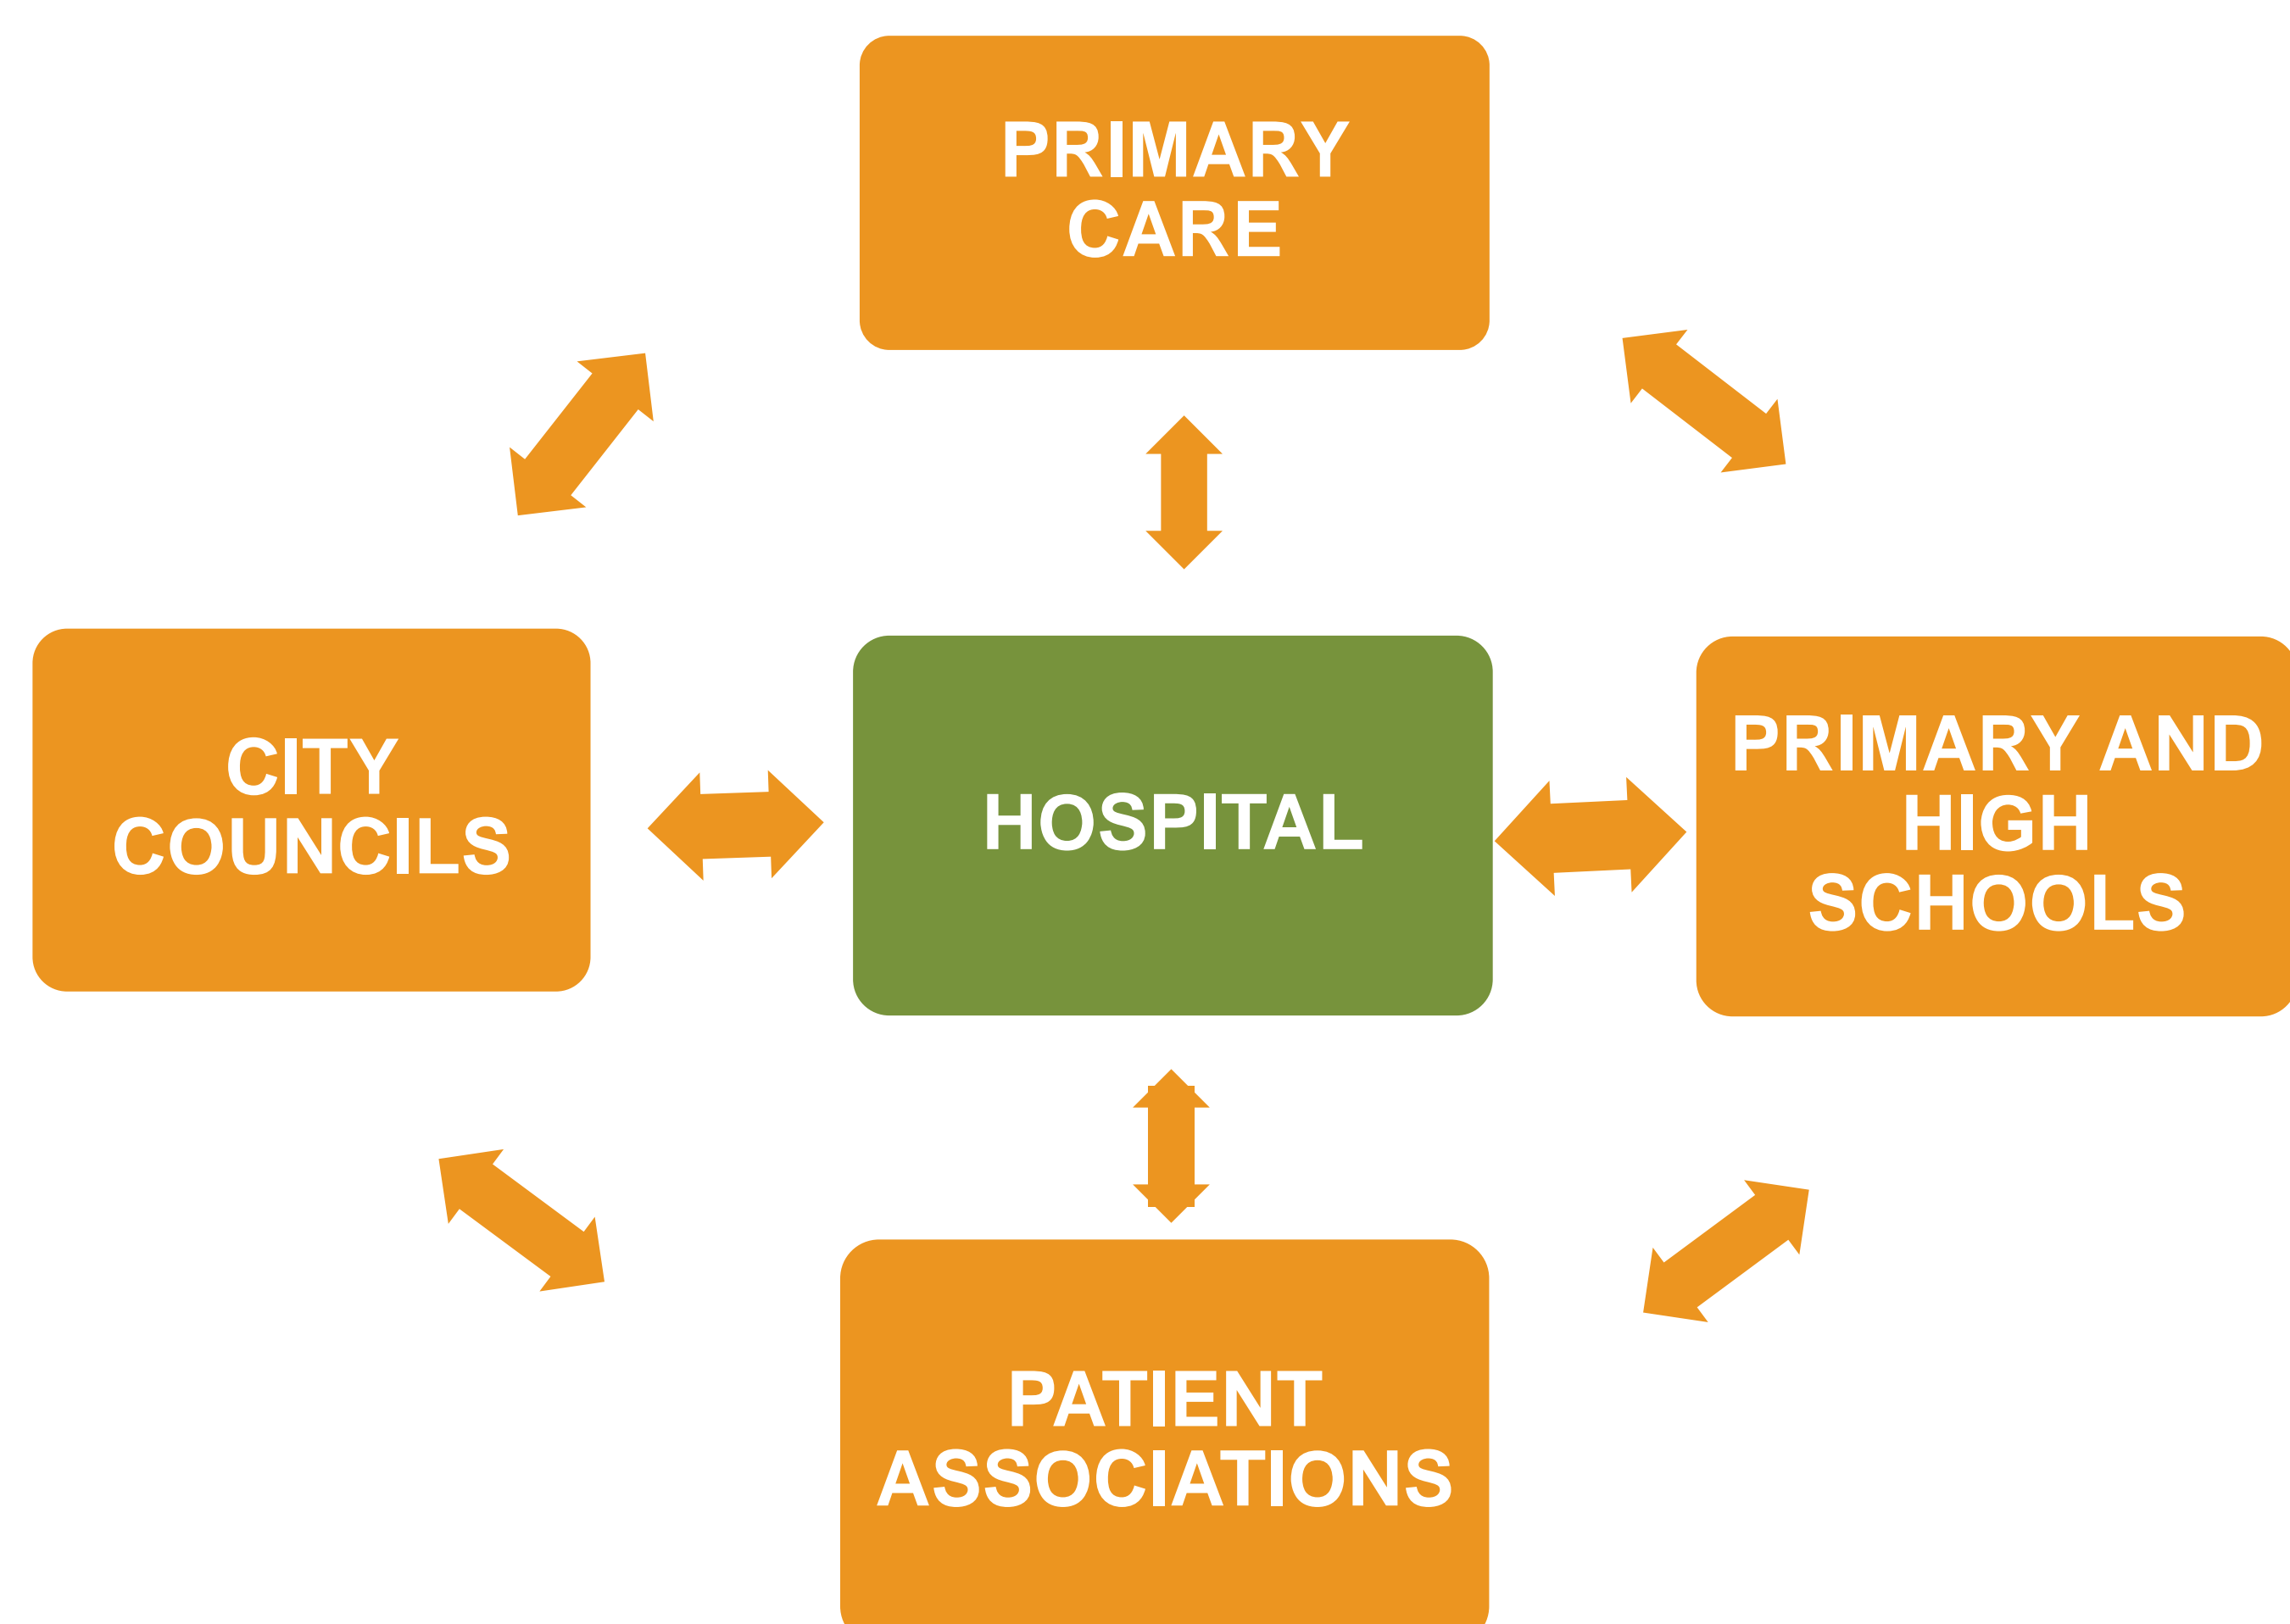 PRIMARY
CARE
CITY
COUNCILS
HOSPITAL
PRIMARY AND
HIGH
SCHOOLS
PATIENT
ASSOCIATIONS